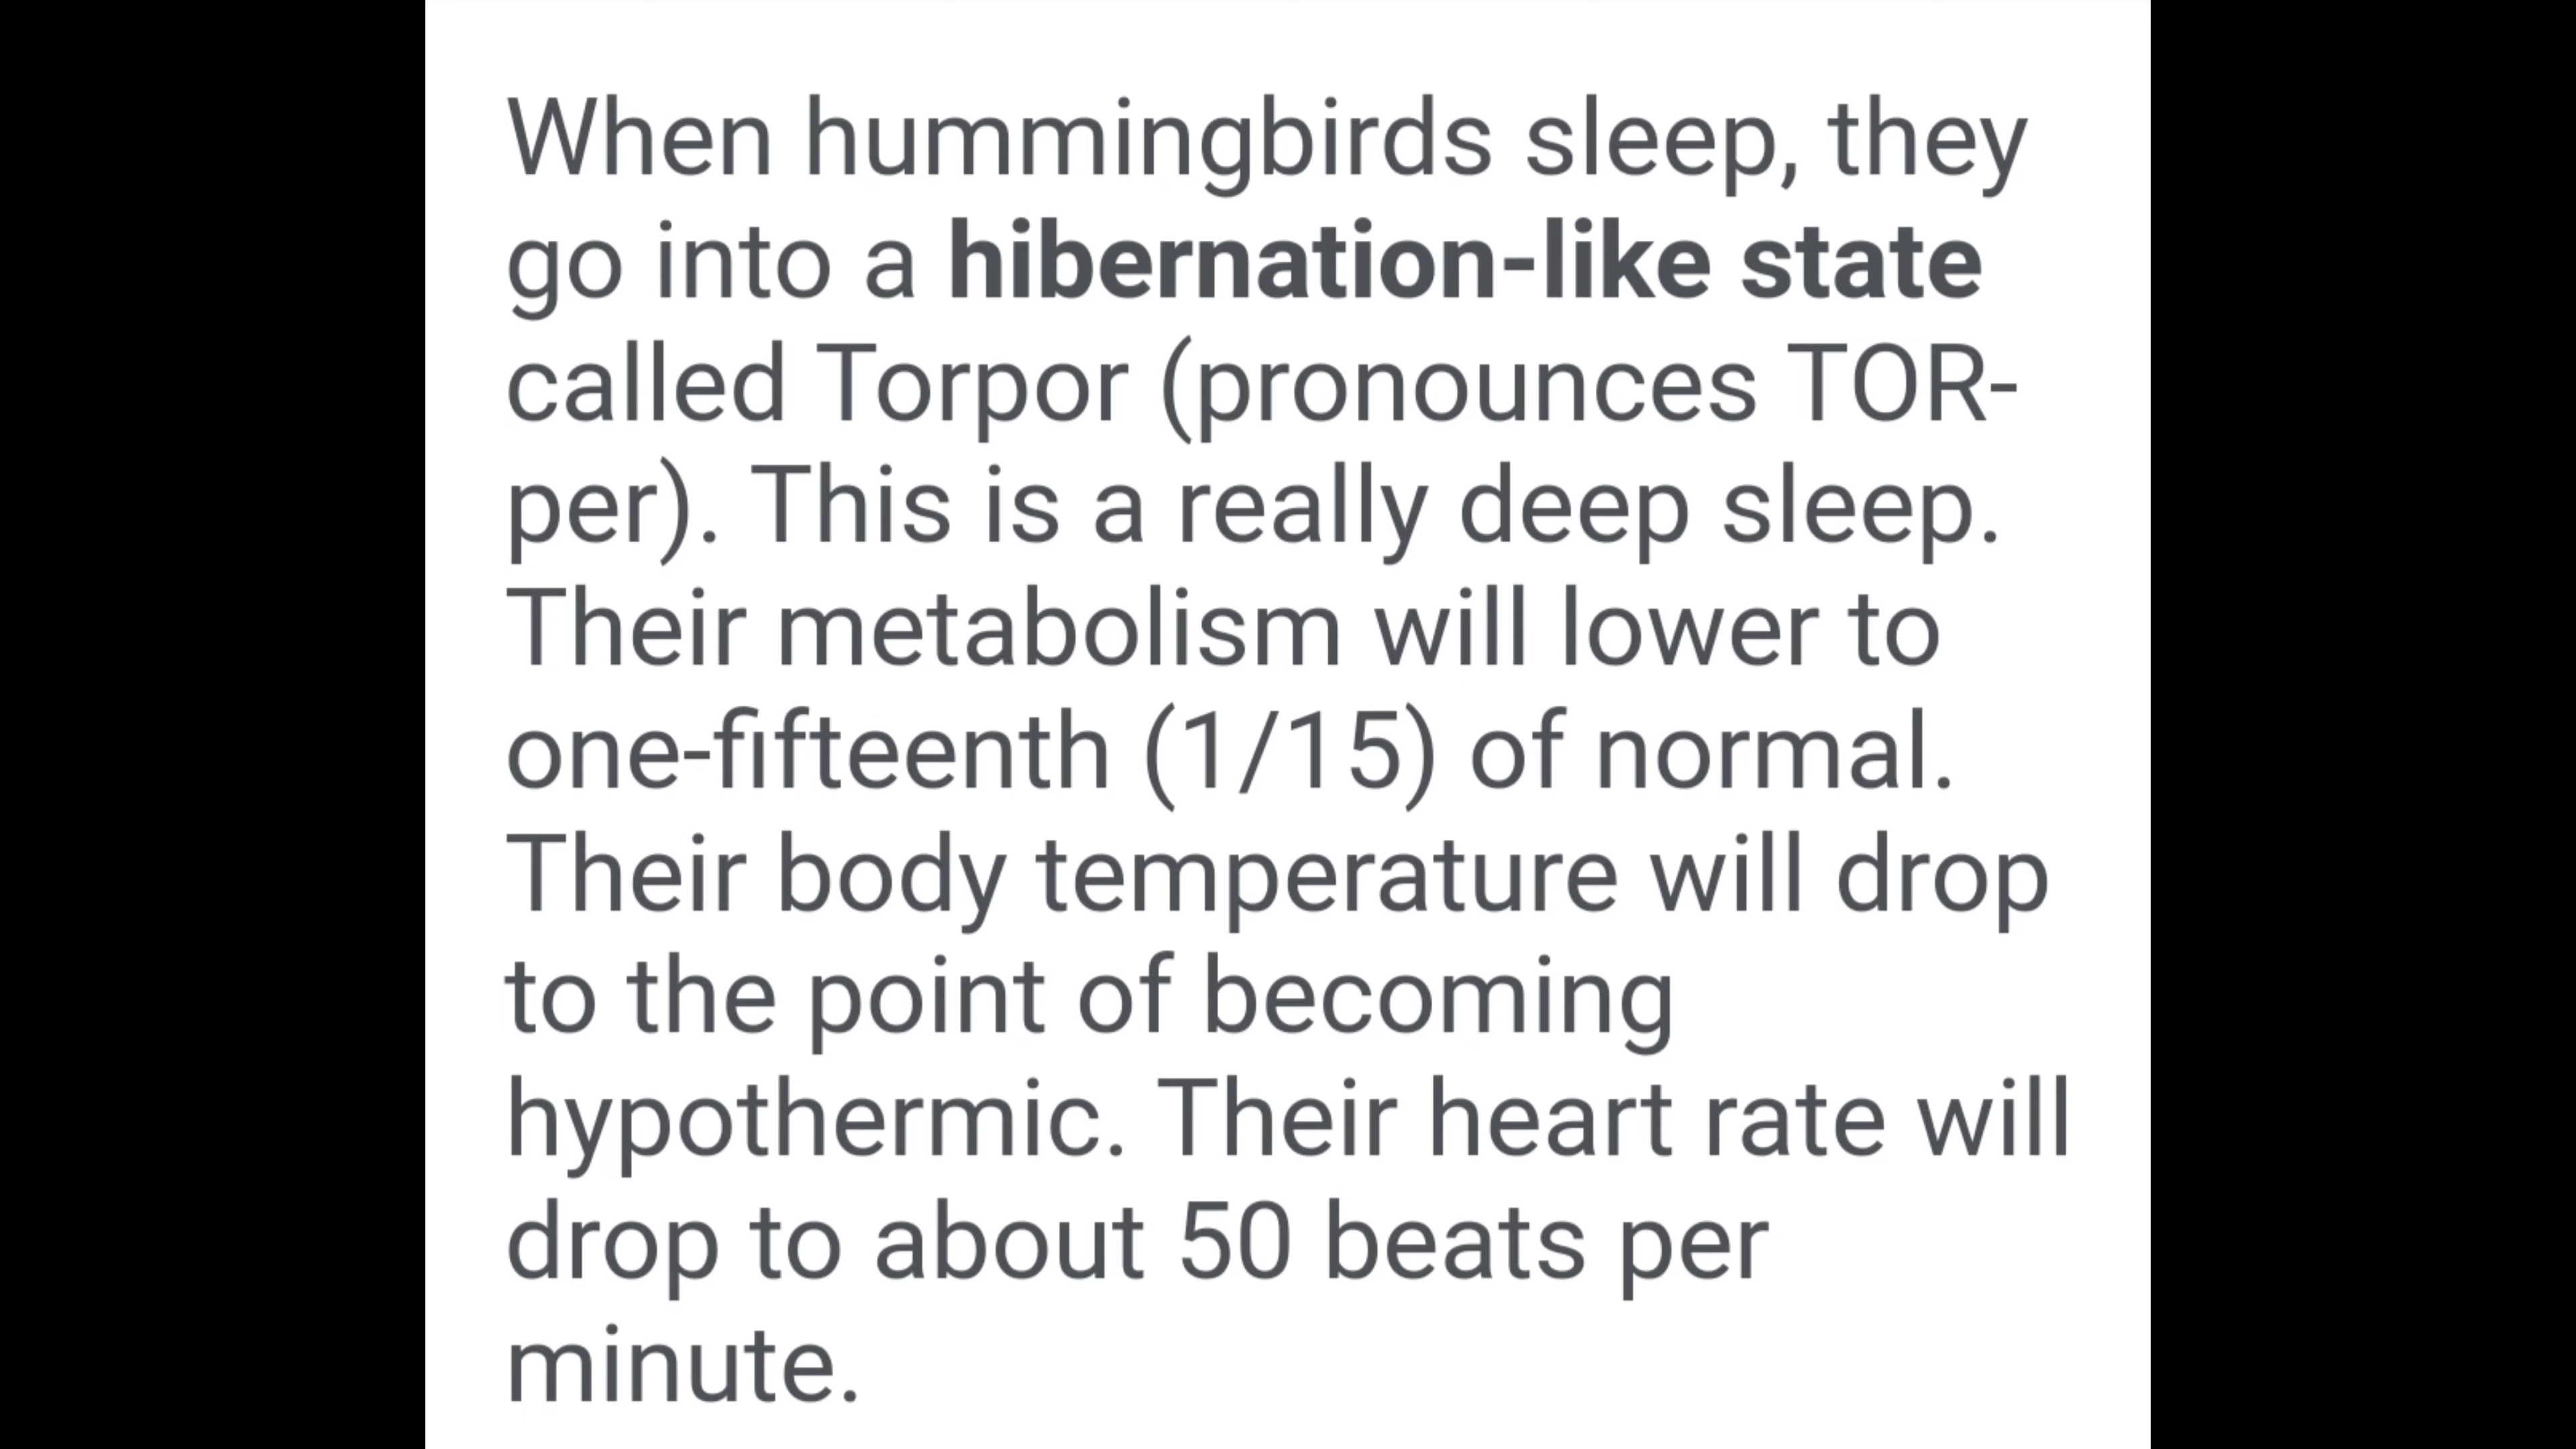 When hummingbirds sleep, they
go into a hibernation-like state
called Torpor (pronounces TOR-
per). This is a really deep sleep.
Their metabolism will lower to
one-fifteenth (1/15) of normal.
Their body temperature will drop
to the point of becoming
hypothermic. Their heart rate will
drop to about 50 beats per
minute.